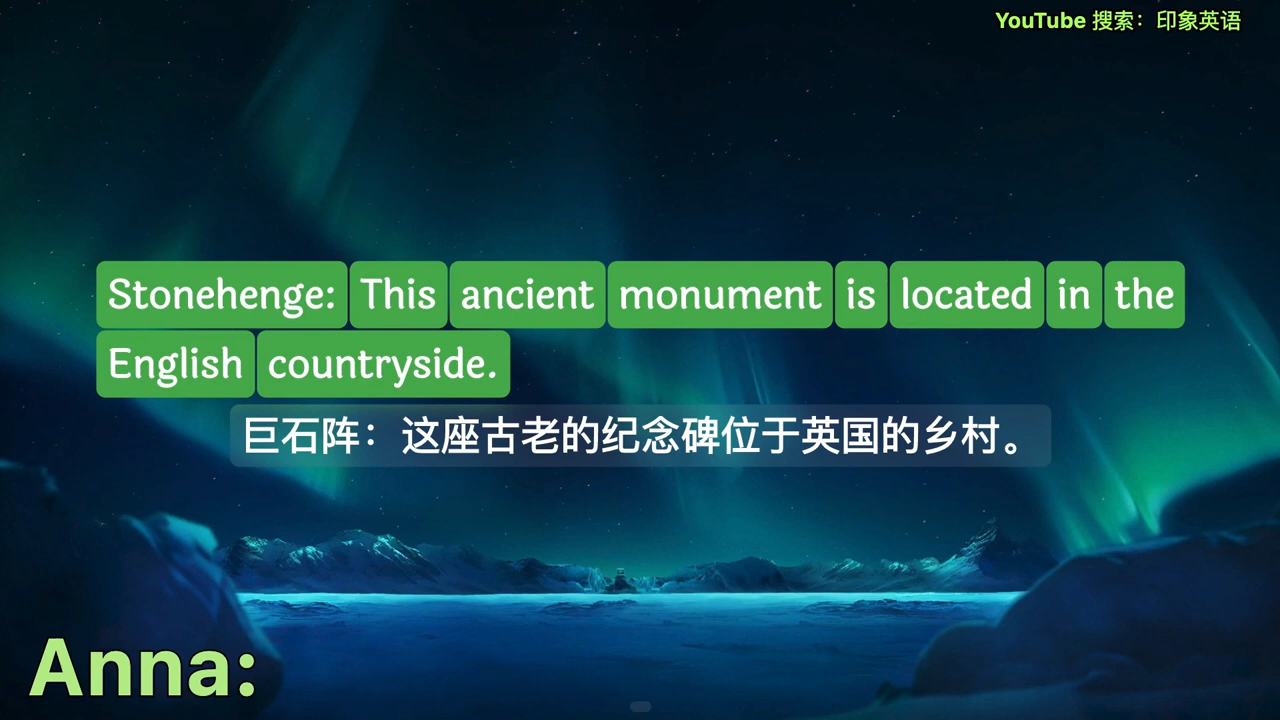 YouTube 搜索：印象英语
Stonehenge: This ancient monument is located in the
English countryside.
巨石阵：这座古老的纪念碑位于英国的乡村。
Anna: